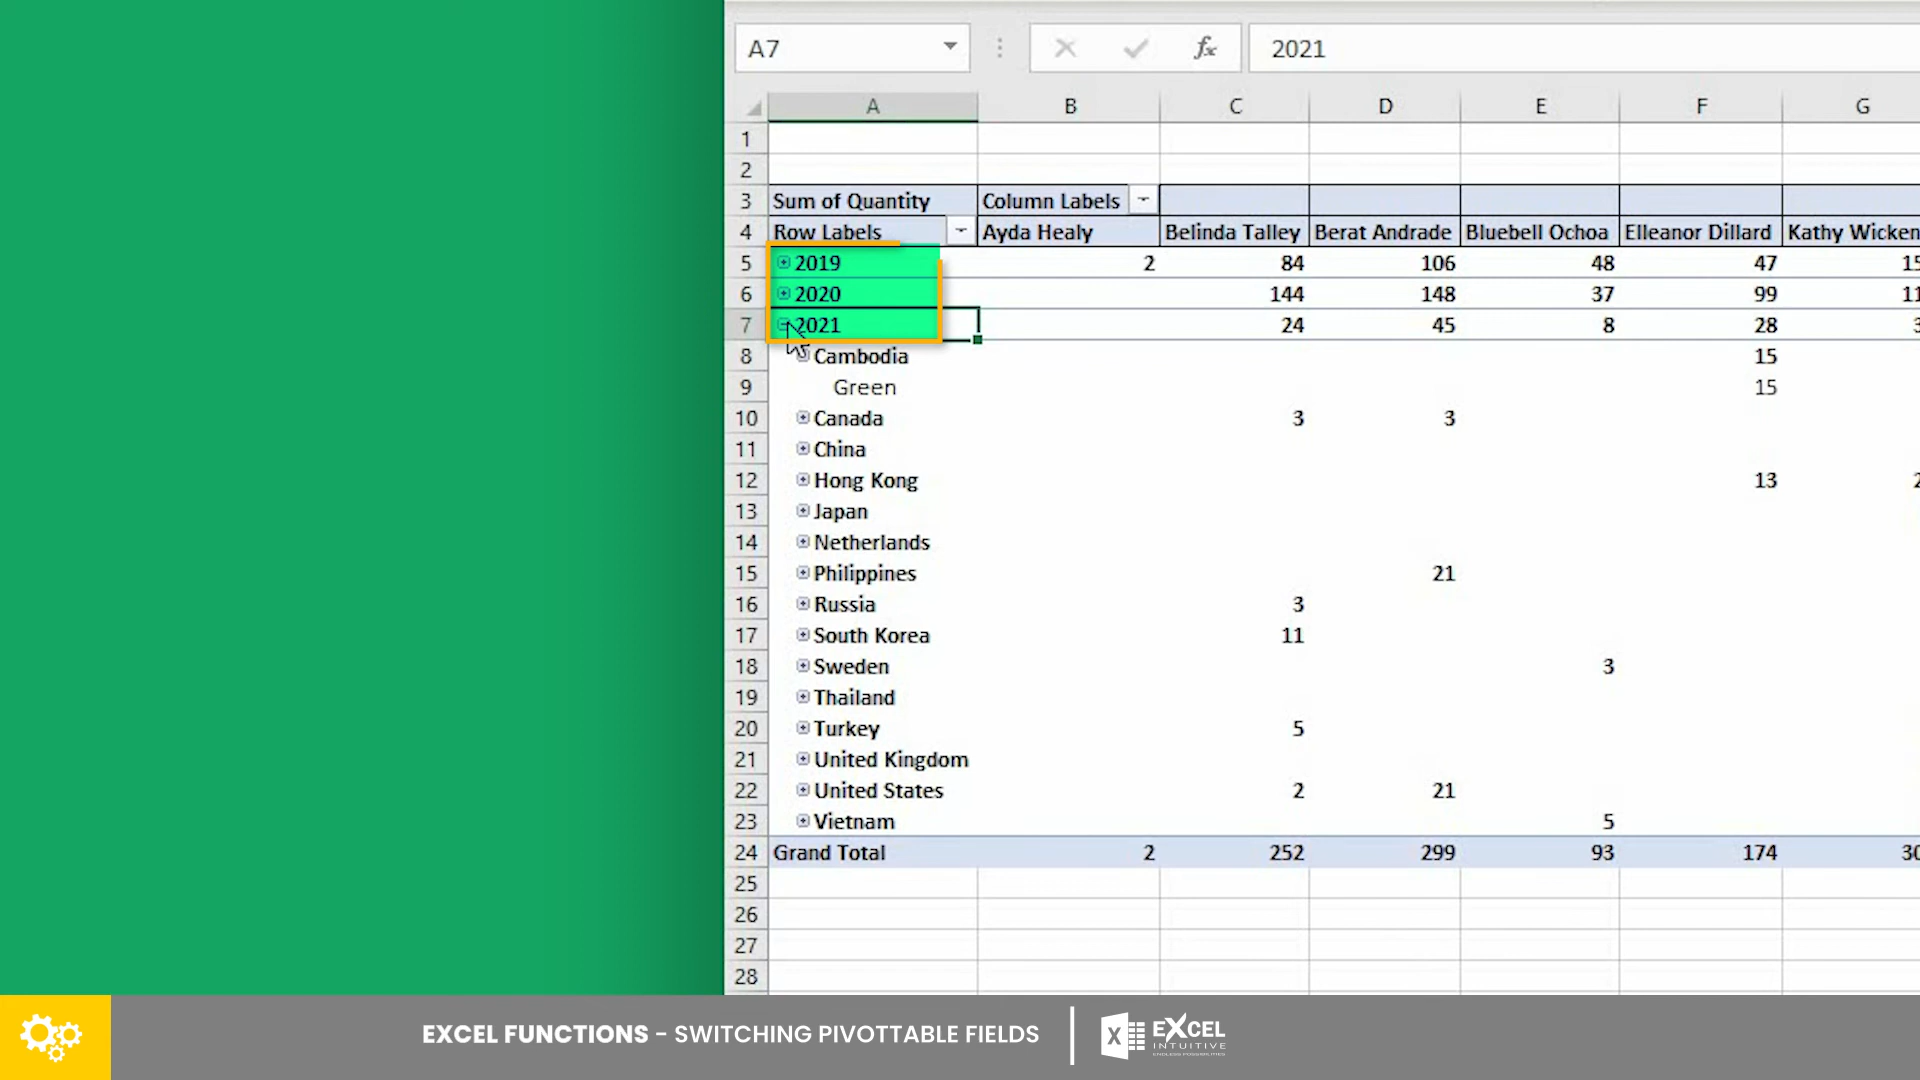 A7 fx 2021
A B C D E F G
1
2
3 Sum of Quantity Column Labels
4 Row Labels Ayda Healy Belinda Talley Berat Andrade Bluebell Ochoa Elleanor Dillard Kathy Wicken
5 2019 2 84 106 48 47 15
6 2020 144 148 37 99 11
7 2021 24 45 8 28 3
8 Cambodia 15
9 Green 15
10 Canada 3 3
11 China
12 Hong Kong 13 2
13 Japan
14 Netherlands
15 Philippines 21
16 Russia 3
17 South Korea 11
18 Sweden 3
19 Thailand
20 Turkey 5
21 United Kingdom
22 United States 2 21
23 Vietnam 5
24 Grand Total 2 252 299 93 174 30
25
26
27
28
EXCEL FUNCTIONS - SWITCHING PIVOTTABLE FIELDS
X EXCEL
INTUITIVE
ENDLESS POSSIBILITIES